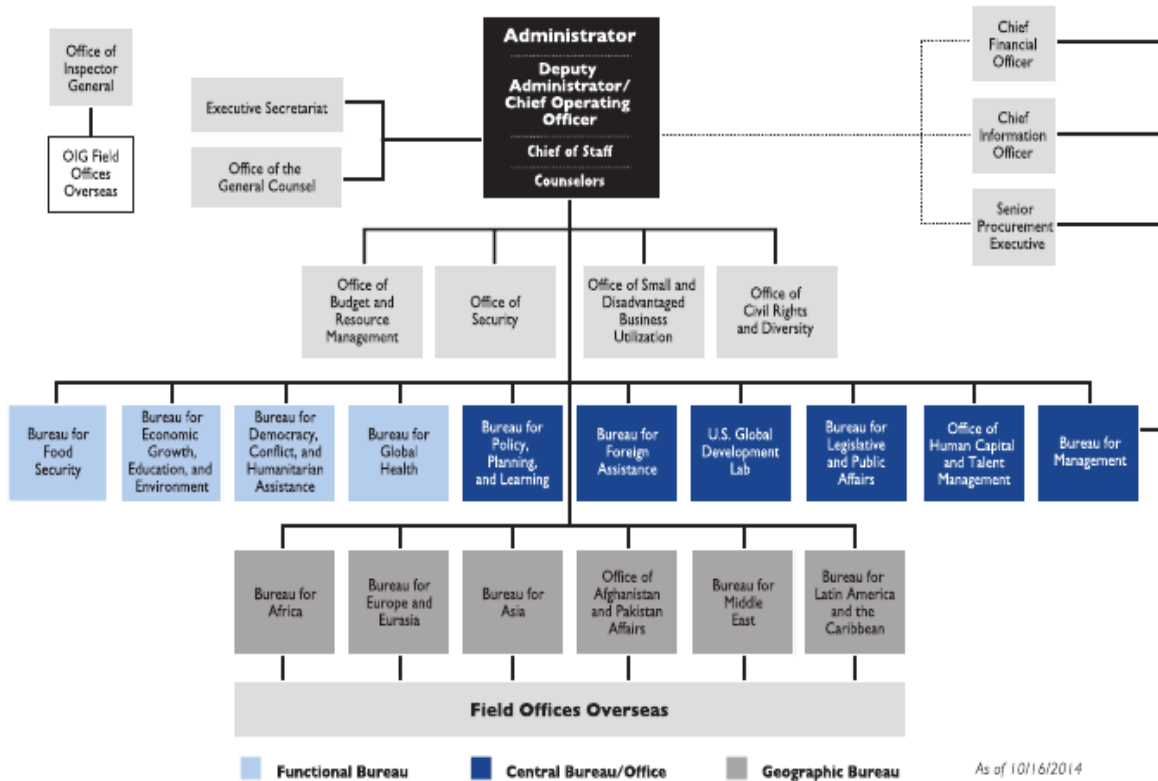 Office of
Inspector
General
OIG Field
Offices
Overseas
Executive Secretariat
Office of the
General Counsel
Administrator
Deputy
Administrator/
Chief Operating
Officer
Chief of Staff
Counselors
Chief
Financial
Officer
Chief
Information
Officer
Senior
Procurement
Executive
Office of
Budget and
Resource
Management
Office of
Security
Office of Small and
Disadvantaged
Business
Utilization
Office of
Civil Rights
and Diversity
Bureau for
Food
Security
Bureau for
Economic
Growth,
Education, and
Environment
Bureau for
Democracy,
Conflict, and
Humanitarian
Assistance
Bureau for
Global
Health
Bureau for
Policy,
Planning,
and Learning
Bureau for
Foreign
Assistance
U.S. Global
Development
Lab
Bureau for
Legislative
and Public
Affairs
Office of
Human Capital
and Talent
Management
Bureau for
Management
Bureau for
Africa
Bureau for
Europe and
Eurasia
Bureau for
Asia
Office of
Afghanistan
and Pakistan
Affairs
Bureau for
Middle
East
Bureau for
Latin America
and the
Caribbean
Field Offices Overseas
Functional Bureau
Central Bureau/Office
Geographic Bureau
As of 10/16/2014